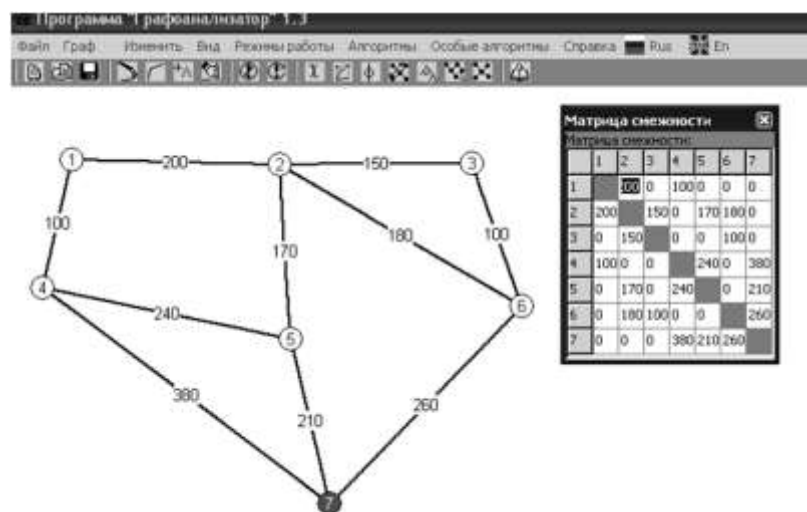 Программа "Графоанализатор" 1.3
Файл Граф Изменить Вид Режимы работы Алгоритмы Особые алгоритмы Справка Rus En
Матрица смежности
Матрица смежности:
1 2 3 4 5 6 7
1 00 0 100 0 0 0
2 200 150 0 170 180 0
3 0 150 0 0 100 0
4 100 0 0 240 0 380
5 0 170 0 240 0 210
6 0 180 100 0 0 260
7 0 0 0 380 210 260
1 200 2 150 3
100 170 180 100
4 240 5 6
380 210 260
7